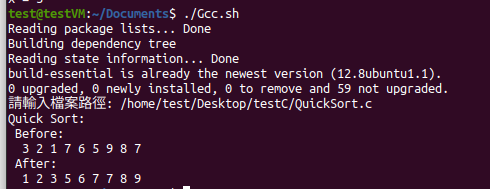 test@testVM:~/Documents$ ./Gcc.sh
Reading package lists... Done
Building dependency tree
Reading state information... Done
build-essential is already the newest version (12.8ubuntu1.1).
0 upgraded, 0 newly installed, 0 to remove and 59 not upgraded.
請輸入檔案路徑: /home/test/Desktop/testC/QuickSort.c
Quick Sort:
Before:
3 2 1 7 6 5 9 8 7
After:
1 2 3 5 6 7 7 8 9